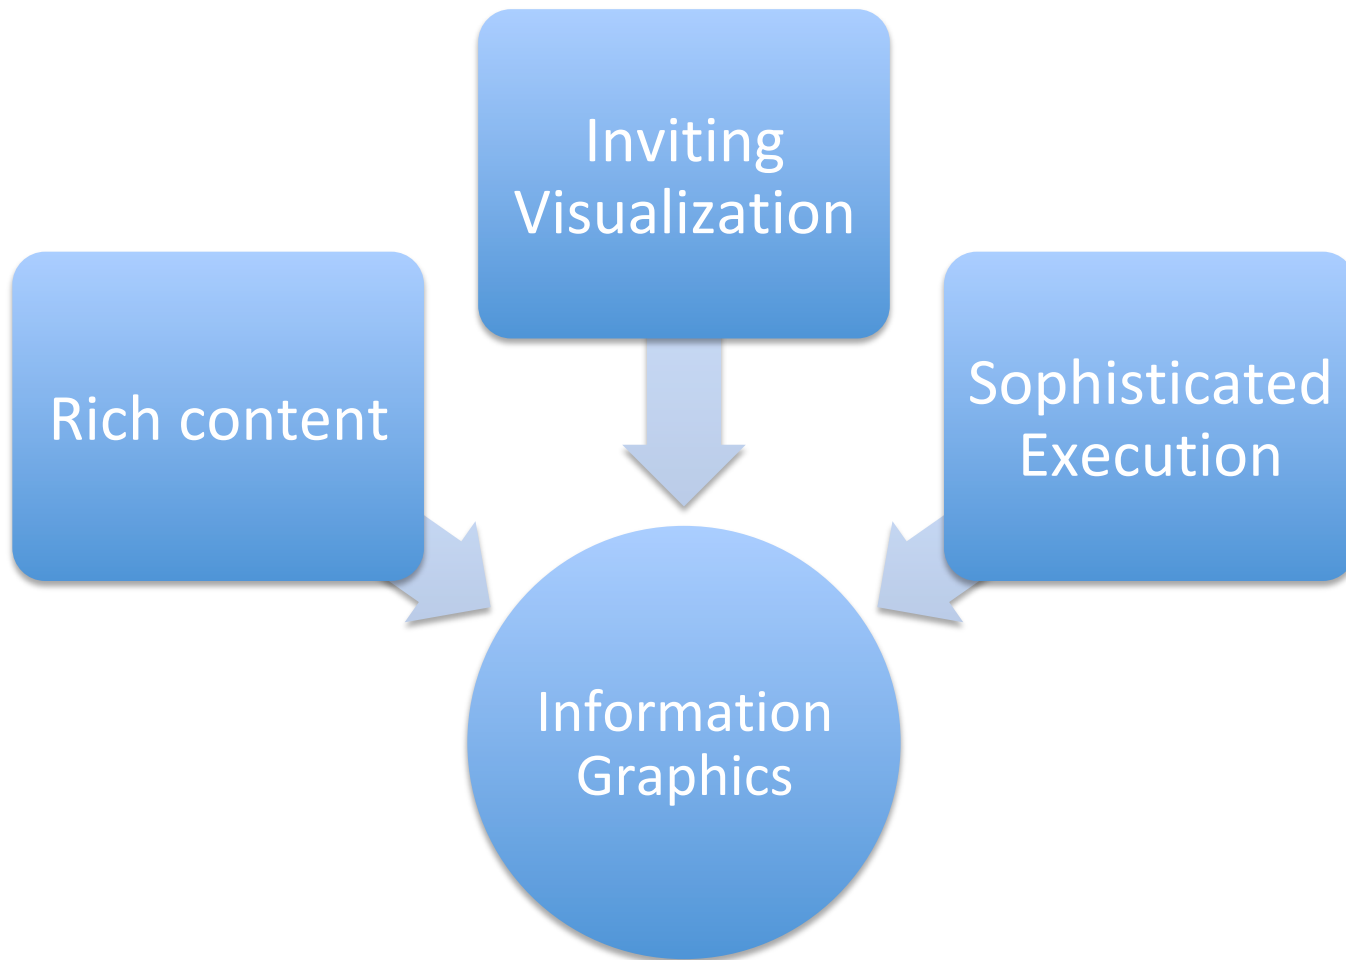 Inviting
Visualization
Rich content
Sophisticated
Execution
Information
Graphics